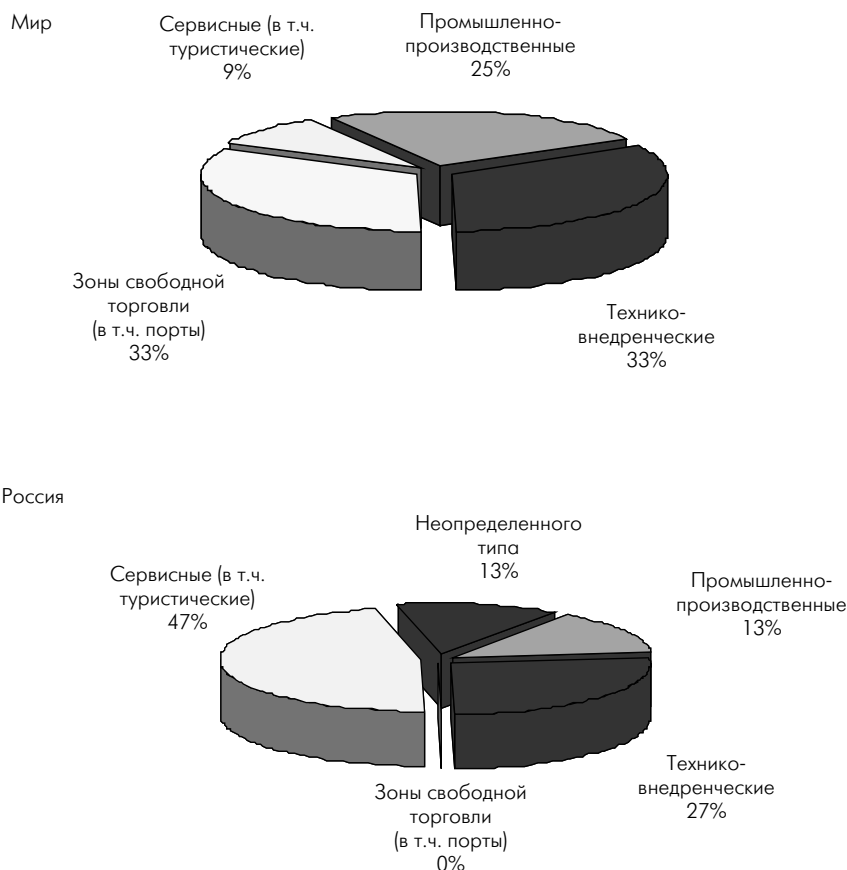 Мир
Сервисные (в т.ч.
туристические)
9%
Промышленно-
производственные
25%
Зоны свободной
торговли
(в т.ч. порты)
33%
Технико-
внедренческие
33%
Россия
Неопределенного
типа
13%
Сервисные (в т.ч.
туристические)
47%
Промышленно-
производственные
13%
Технико-
внедренческие
27%
Зоны свободной
торговли
(в т.ч. порты)
0%